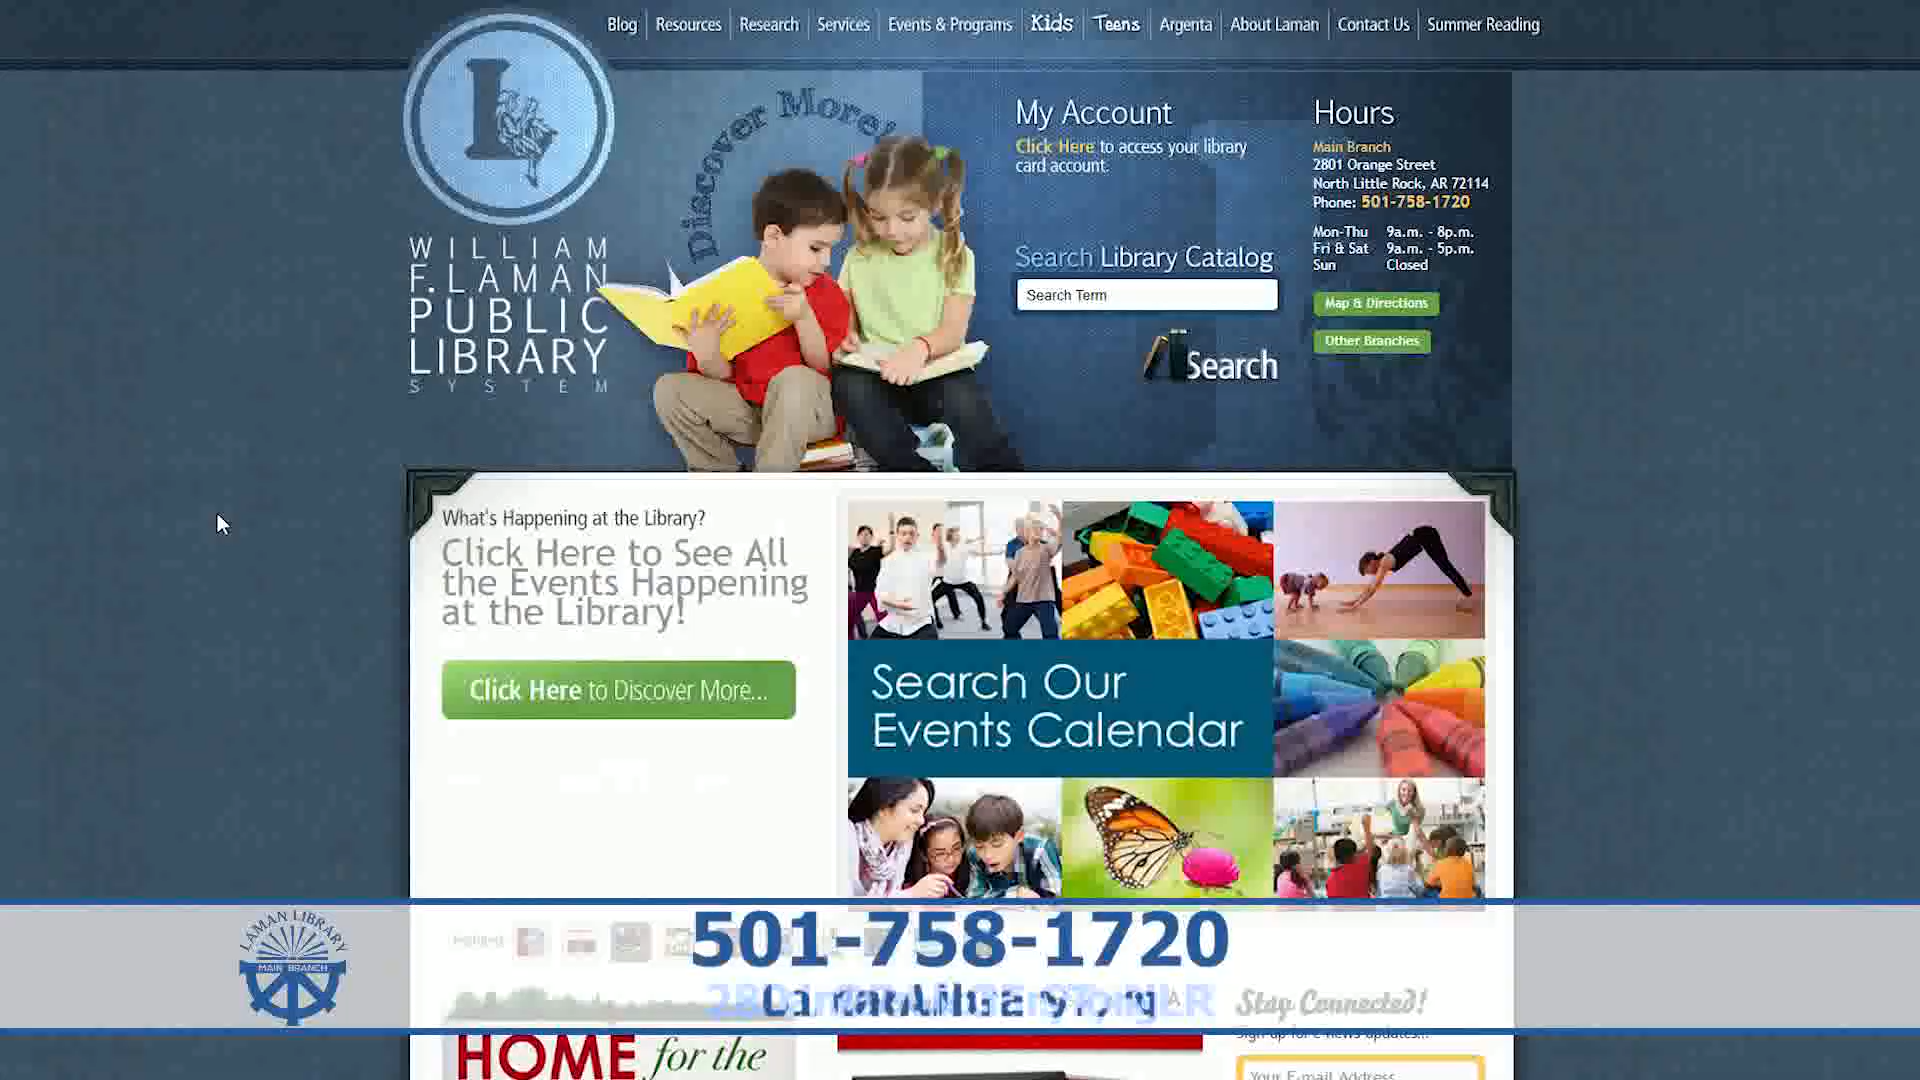 Blog Resources Research Services Events & Programs Kids Teens Argenta About Laman Contact Us Summer Reading
L
WILLIAM
F. LAMAN
PUBLIC
LIBRARY
SYSTEM
Discover More!
My Account
Click Here to access your library
card account.
Search Library Catalog
Search Term
Search
Hours
Main Branch
2801 Orange Street
North Little Rock, AR 72114
Phone: 501-758-1720
Mon-Thu 9a.m. - 8p.m.
Fri & Sat 9a.m. - 5p.m.
Sun Closed
Map & Directions
Other Branches
What's Happening at the Library?
Click Here to See All
the Events Happening
at the Library!
Click Here to Discover More...
Search Our
Events Calendar
LAMAN LIBRARY
MAIN BRANCH
501-758-1720
Stay Connected!
Sign up for e-news updates...
Your E-mail Address
HOME for the